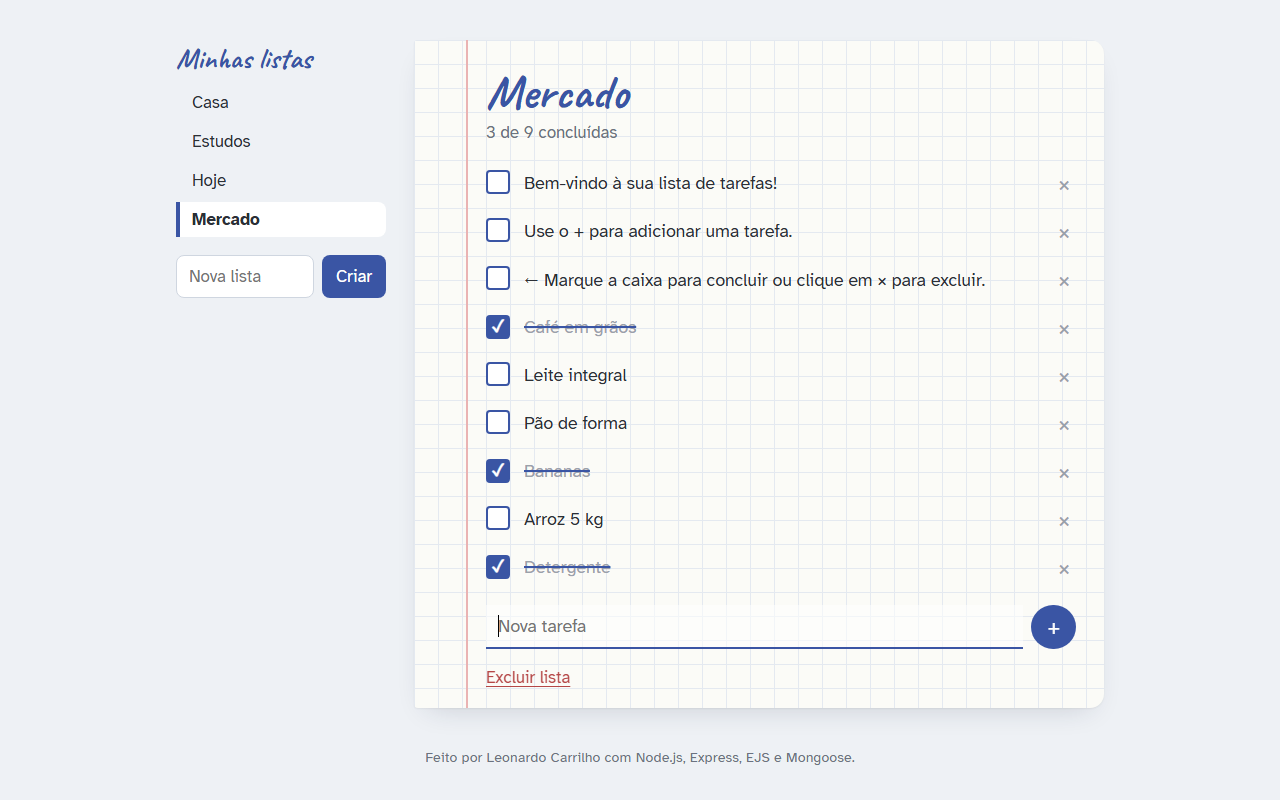 Minhas listas
Casa
Estudos
Hoje
Mercado
Nova lista
Criar
Mercado
3 de 9 concluídas
Bem-vindo à sua lista de tarefas! ×
Use o + para adicionar uma tarefa. ×
← Marque a caixa para concluir ou clique em × para excluir. ×
Café em grãos ×
Leite integral ×
Pão de forma ×
Bananas ×
Arroz 5 kg ×
Detergente ×
Nova tarefa +
Excluir lista
Feito por Leonardo Carrilho com Node.js, Express, EJS e Mongoose.